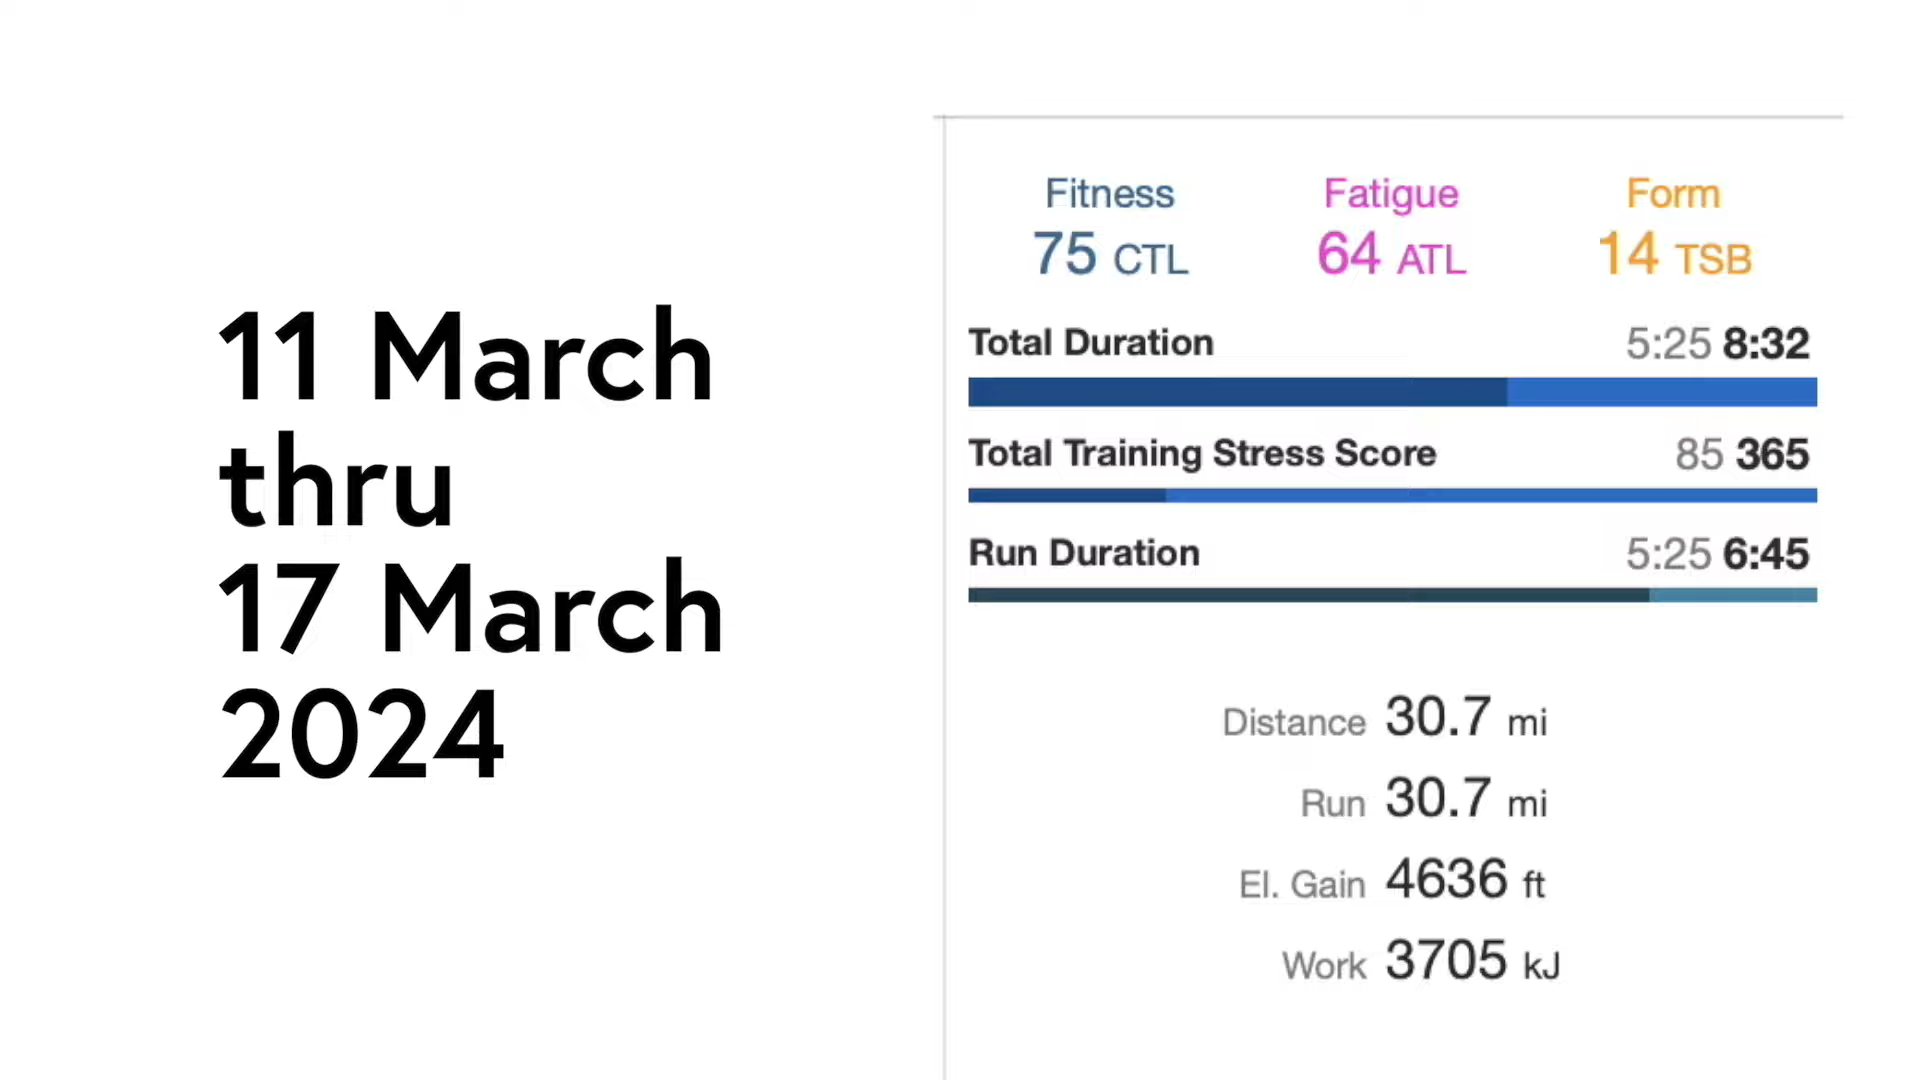 11 March
thru
17 March
2024
Fitness Fatigue Form
75 CTL 64 ATL 14 TSB
Total Duration 5:25 8:32
Total Training Stress Score 85 365
Run Duration 5:25 6:45
Distance 30.7 mi
Run 30.7 mi
El. Gain 4636 ft
Work 3705 kJ